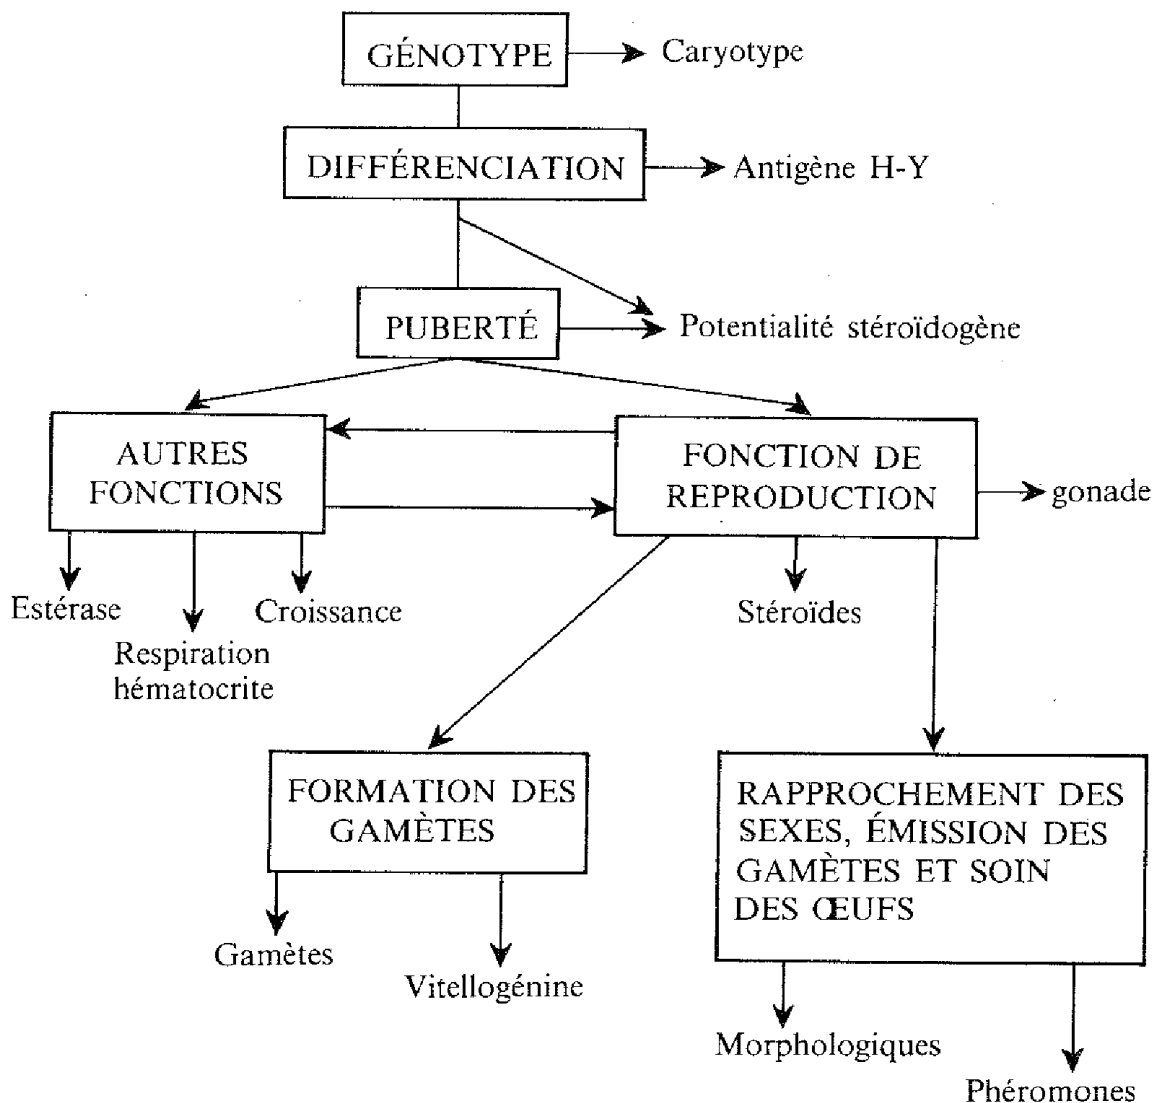 GÉNOTYPE
Caryotype
DIFFÉRENCIATION
Antigène H-Y
PUBERTÉ
Potentialité stéroïdogène
AUTRES
FONCTIONS
FONCTION DE
REPRODUCTION
gonade
Estérase
Respiration
hématocrite
Croissance
Stéroïdes
FORMATION DES
GAMÈTES
RAPPROCHEMENT DES
SEXES, ÉMISSION DES
GAMÈTES ET SOIN
DES ŒUFS
Gamètes
Vitellogénine
Morphologiques
Phéromones